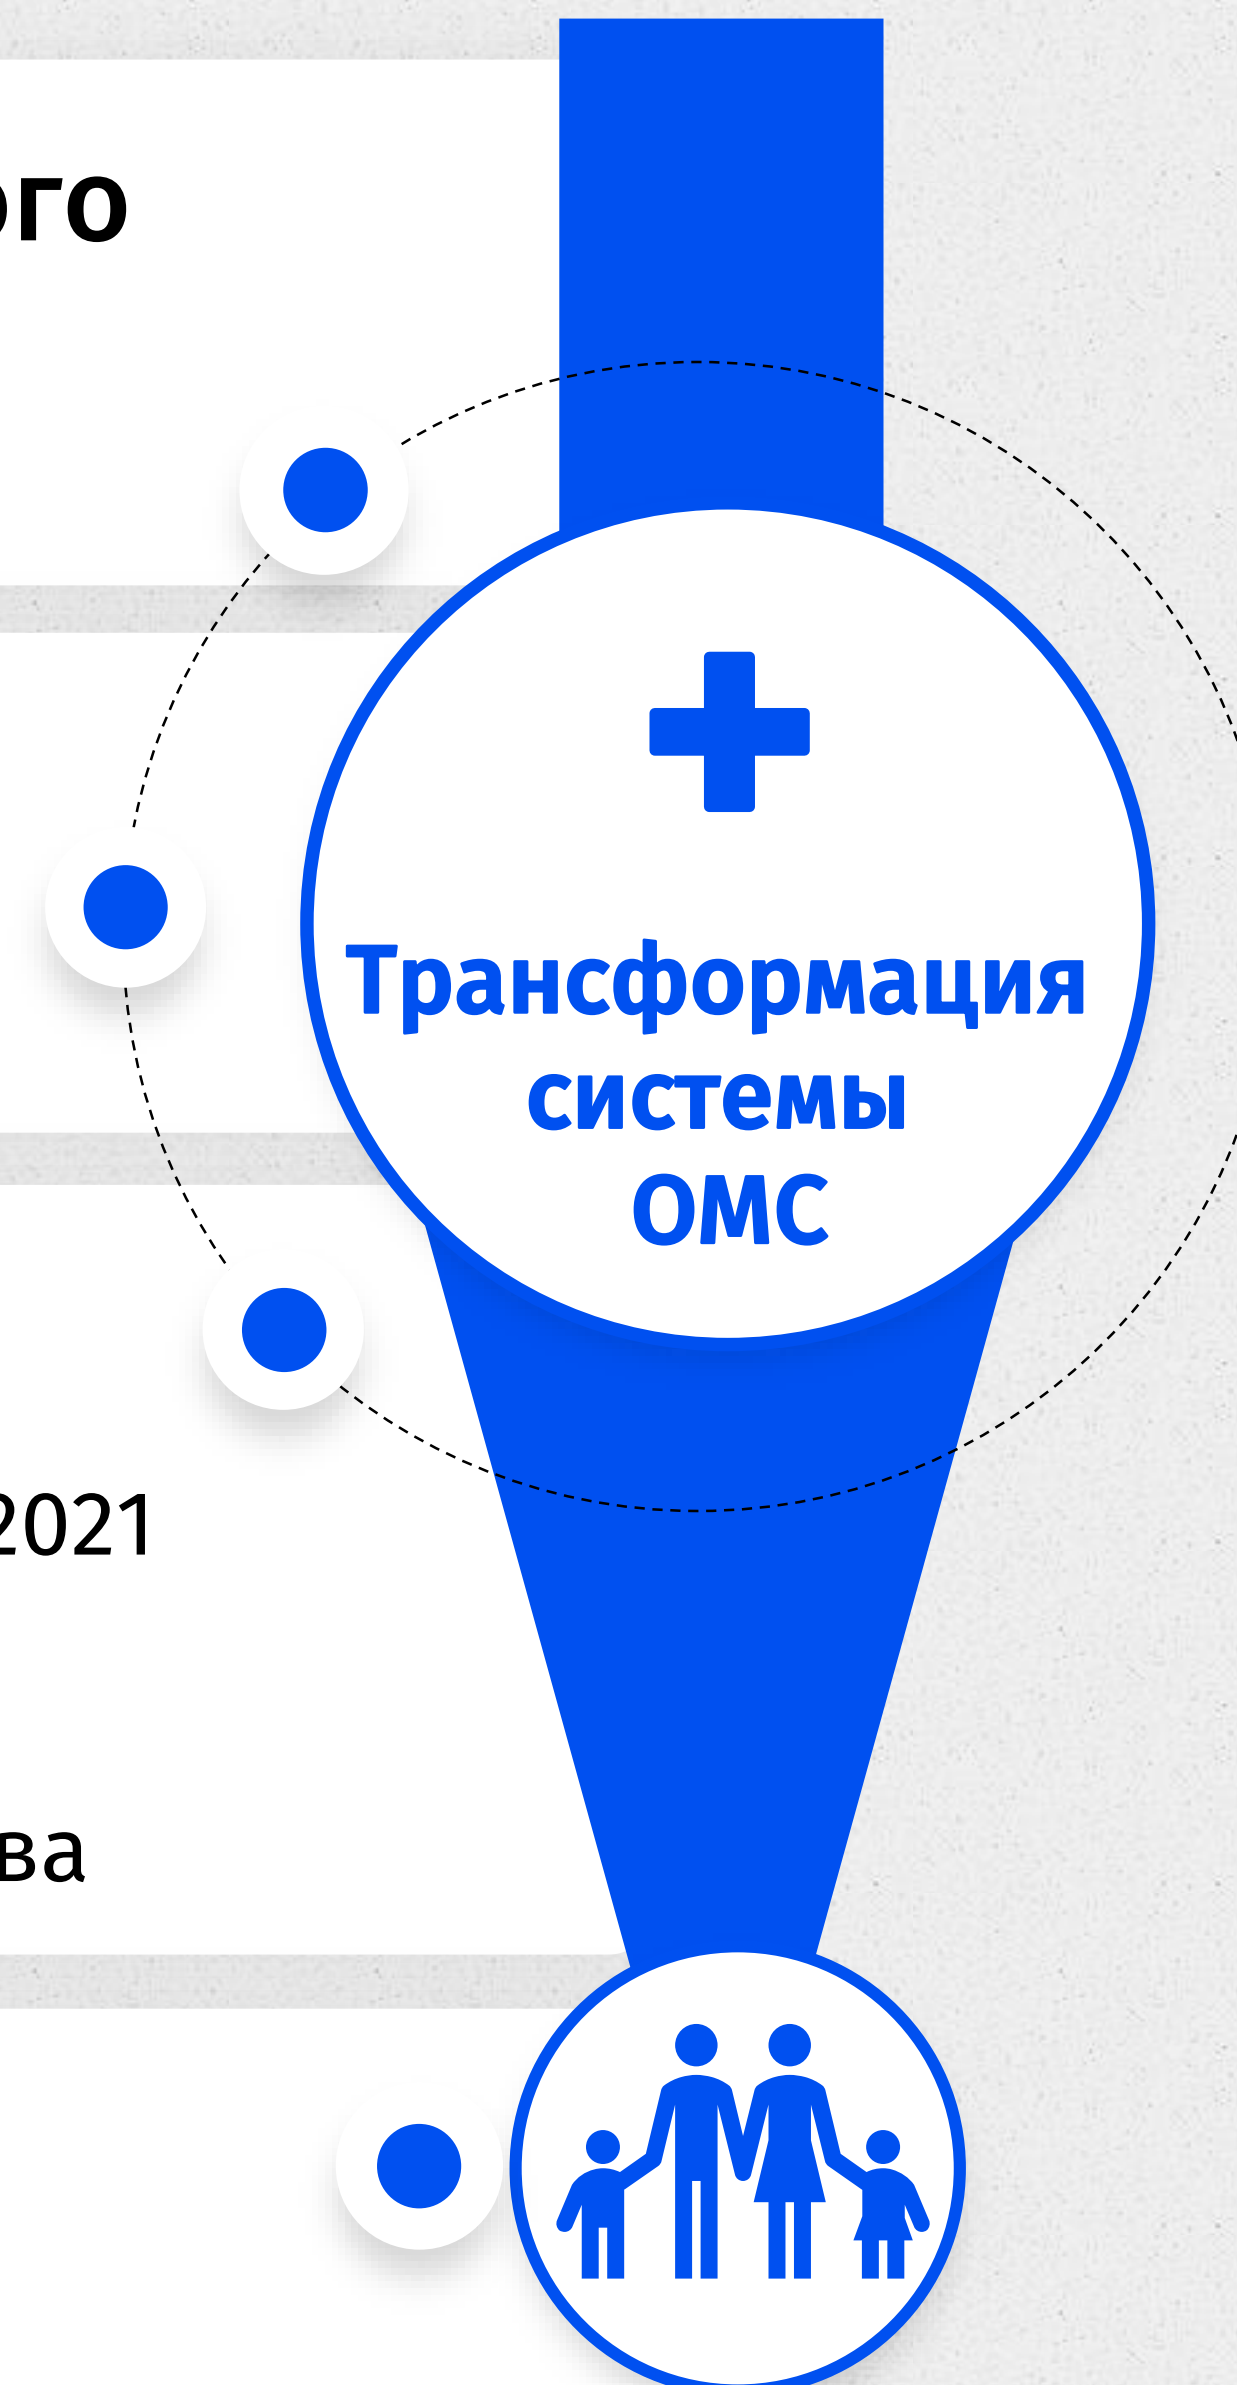 ого
Трансформация
системы
ОМС
2021
ва